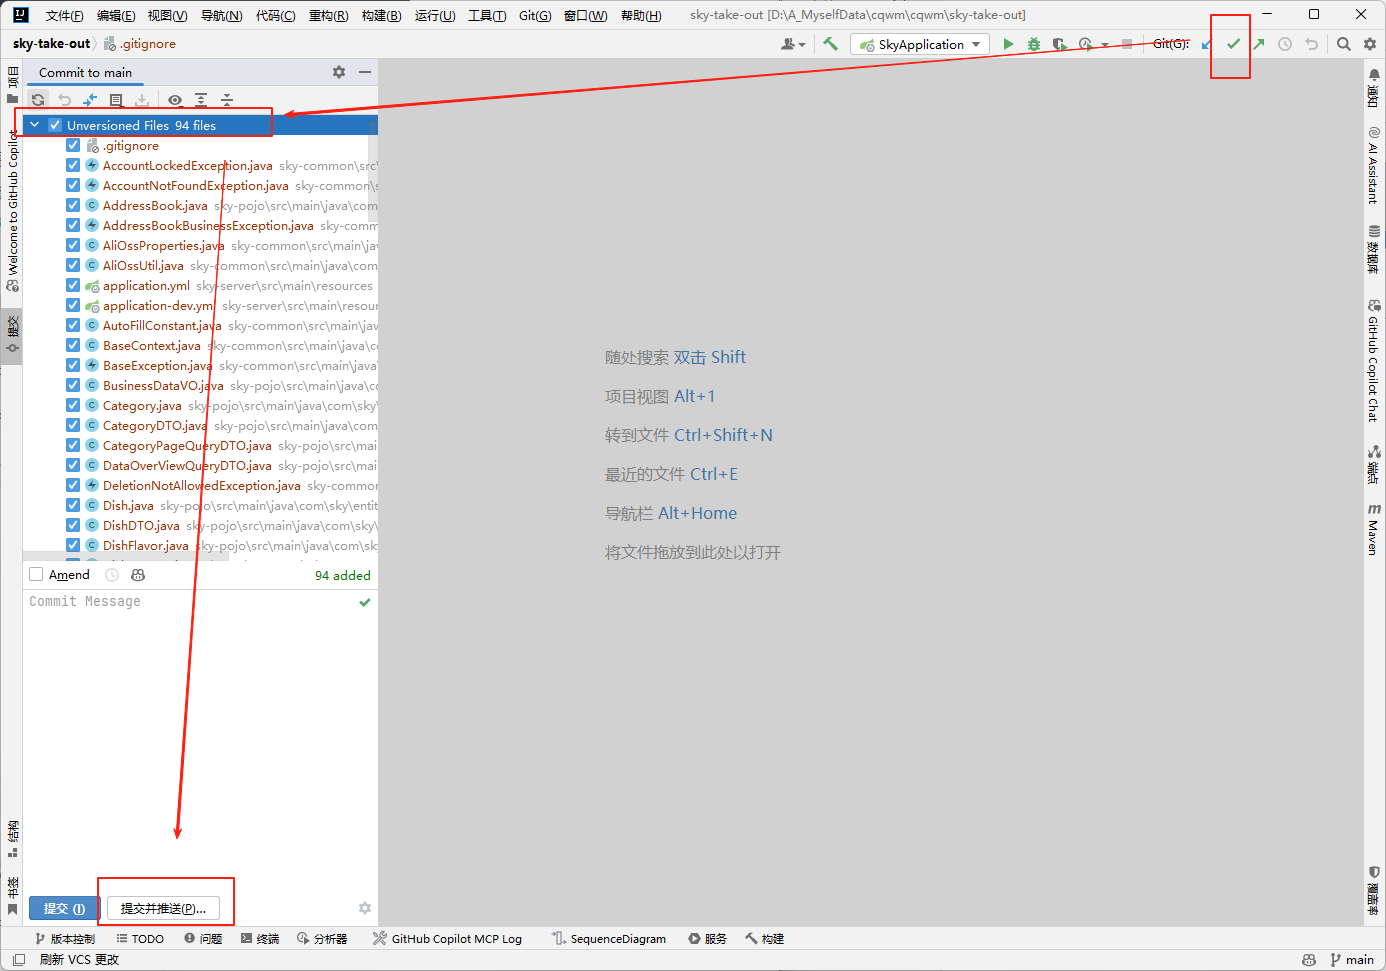 文件(F) 编辑(E) 视图(V) 导航(N) 代码(C) 重构(R) 构建(B) 运行(U) 工具(T) Git(G) 窗口(W) 帮助(H) sky-take-out [D:\A_MyselfData\cqwm\cqwm\sky-take-out]
sky-take-out .gitignore SkyApplication Git(G):
项目
Welcome to GitHub Copilot
提交
结构
书签
Commit to main
Unversioned Files 94 files
.gitignore
AccountLockedException.java sky-common\src\
AccountNotFoundException.java sky-common\s
AddressBook.java sky-pojo\src\main\java\com
AddressBookBusinessException.java sky-comm
AliOssProperties.java sky-common\src\main\jav
AliOssUtil.java sky-common\src\main\java\com
application.yml sky-server\src\main\resources
application-dev.yml sky-server\src\main\resour
AutoFillConstant.java sky-common\src\main\ja
BaseContext.java sky-common\src\main\java\c
BaseException.java sky-common\src\main\java
BusinessDataVO.java sky-pojo\src\main\java\co
Category.java sky-pojo\src\main\java\com\sky\
CategoryDTO.java sky-pojo\src\main\java\com\
CategoryPageQueryDTO.java sky-pojo\src\mai
DataOverViewQueryDTO.java sky-pojo\src\mai
DeletionNotAllowedException.java sky-common
Dish.java sky-pojo\src\main\java\com\sky\entit
DishDTO.java sky-pojo\src\main\java\com\sky\
DishFlavor.java sky-pojo\src\main\java\com\sk
Amend 94 added
Commit Message
提交 (I) 提交并推送(P)...
随处搜索 双击 Shift
项目视图 Alt+1
转到文件 Ctrl+Shift+N
最近的文件 Ctrl+E
导航栏 Alt+Home
将文件拖放到此处以打开
通知
AI Assistant
数据库
GitHub Copilot Chat
端点
Maven
覆盖率
版本控制 TODO 问题 终端 分析器 GitHub Copilot MCP Log SequenceDiagram 服务 构建
刷新 VCS 更改 main